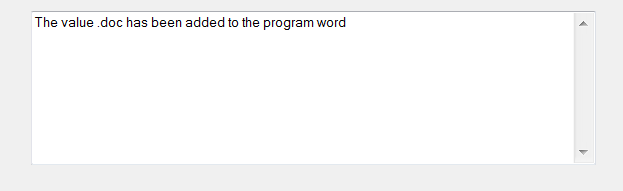 The value .doc has been added to the program word